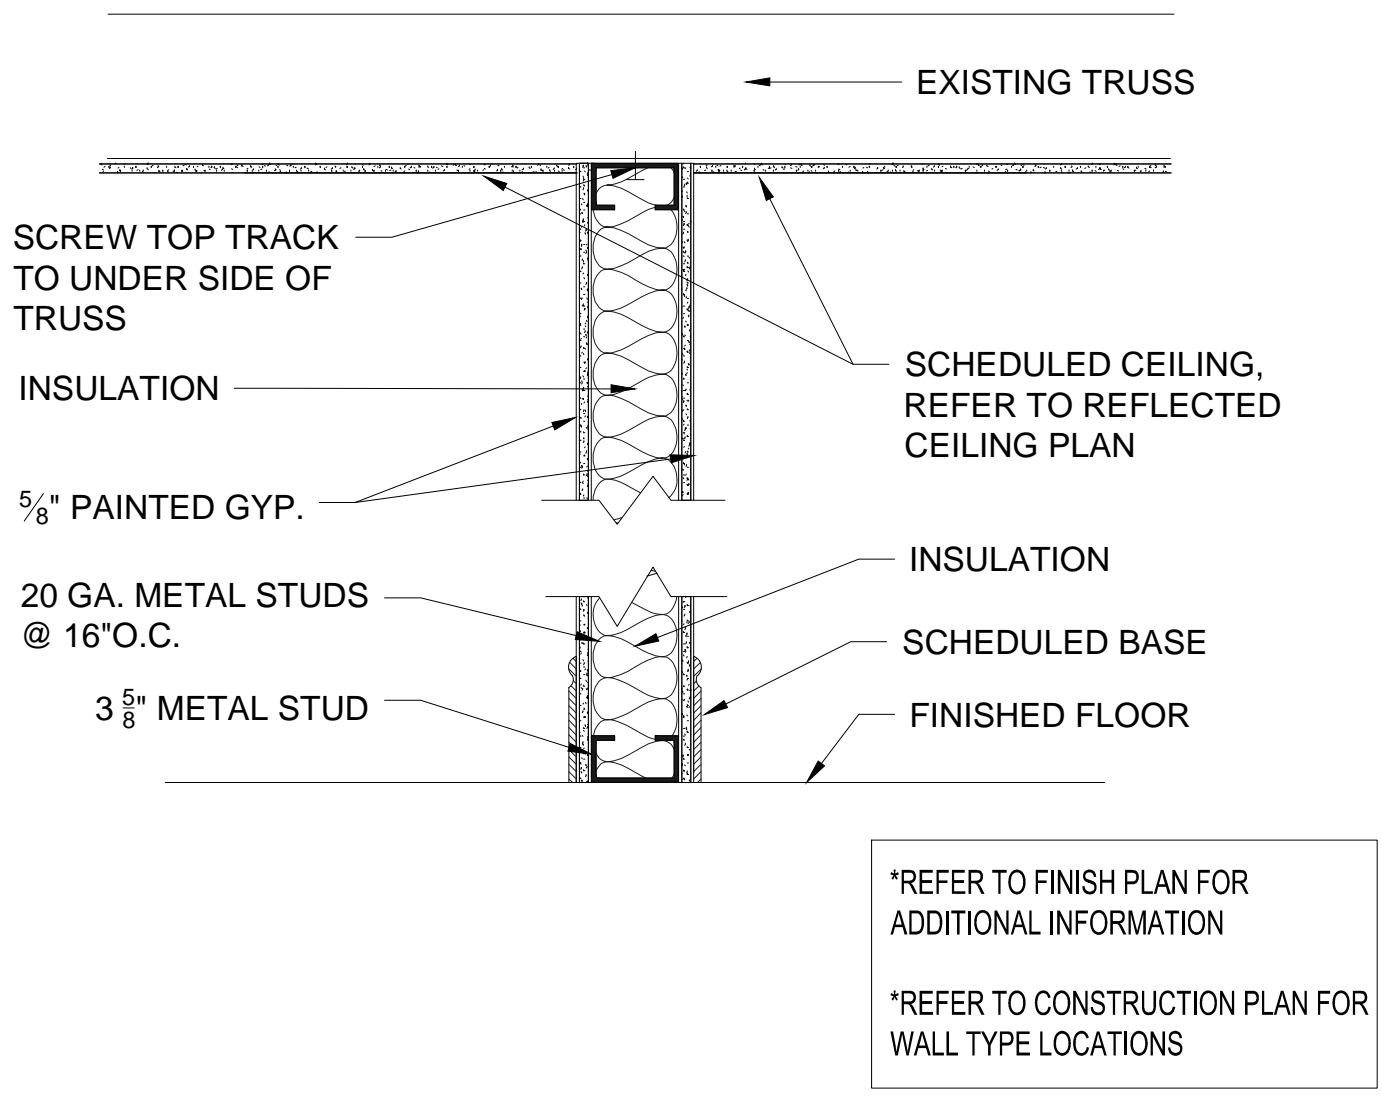 EXISTING TRUSS
SCREW TOP TRACK
TO UNDER SIDE OF
TRUSS
INSULATION
SCHEDULED CEILING,
REFER TO REFLECTED
CEILING PLAN
⅝" PAINTED GYP.
20 GA. METAL STUDS
@ 16"O.C.
3 ⅝" METAL STUD
INSULATION
SCHEDULED BASE
FINISHED FLOOR
*REFER TO FINISH PLAN FOR
ADDITIONAL INFORMATION
*REFER TO CONSTRUCTION PLAN FOR
WALL TYPE LOCATIONS